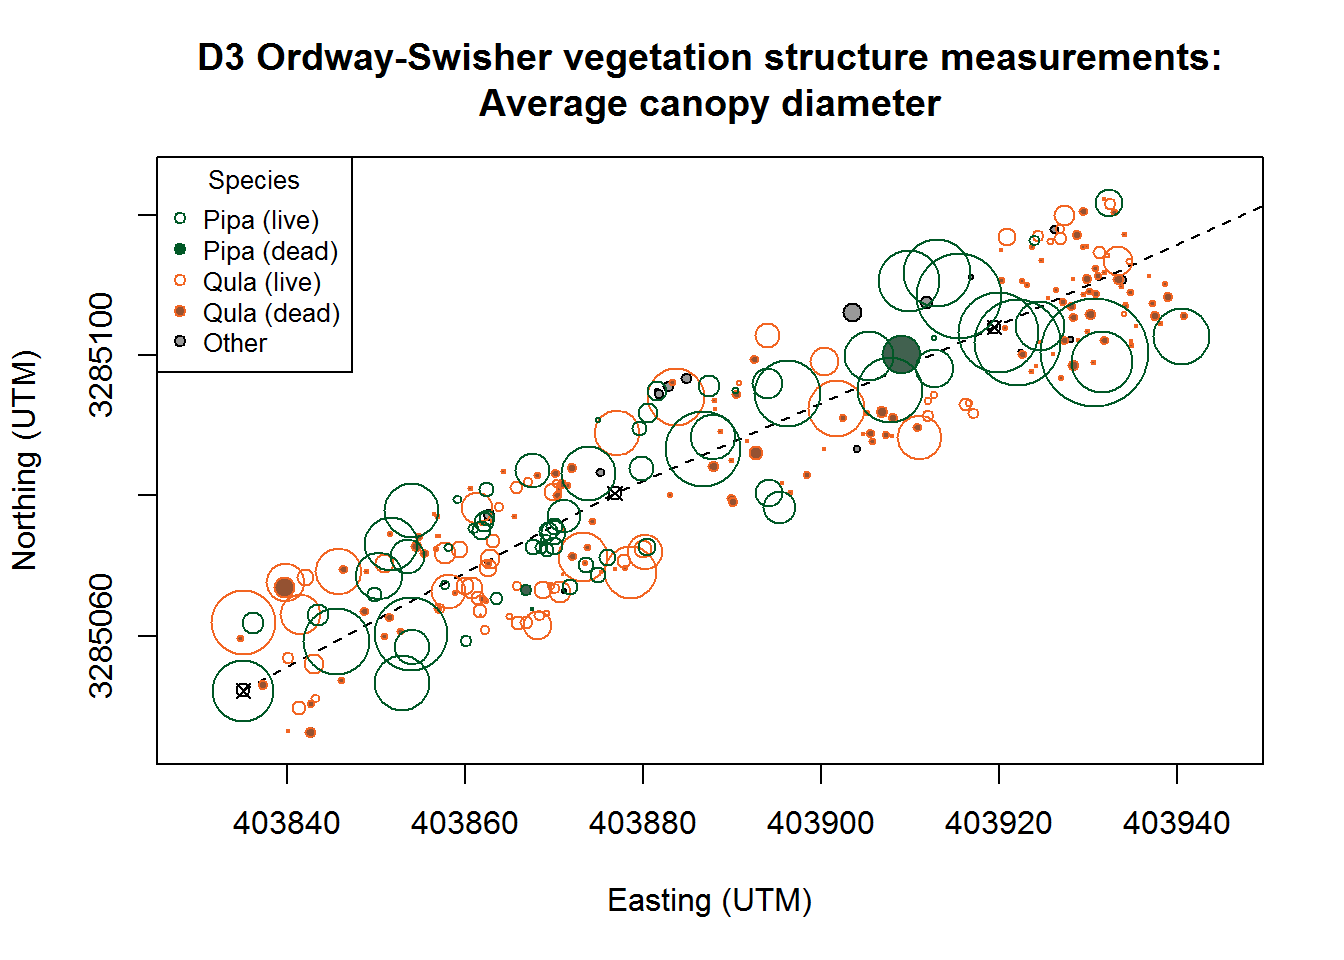 D3 Ordway-Swisher vegetation structure measurements:
Average canopy diameter
Species
Pipa (live)
Pipa (dead)
Qula (live)
Qula (dead)
Other
Northing (UTM)
3285100
3285060
403840 403860 403880 403900 403920 403940
Easting (UTM)